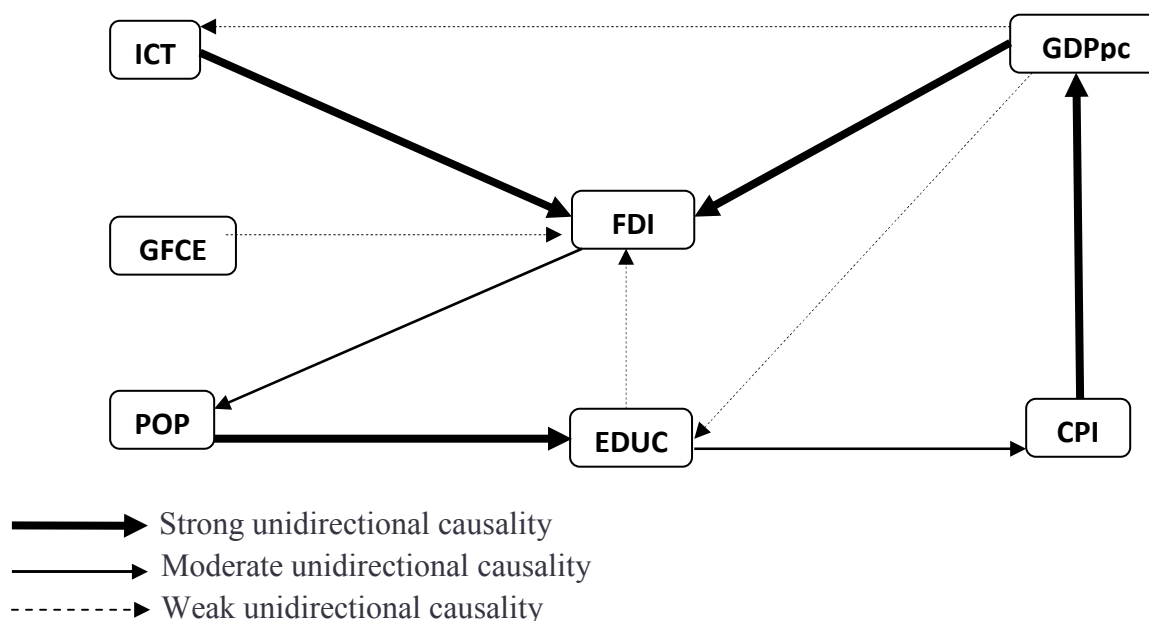 ICT
GDPpc
FDI
GFCE
POP
EDUC
CPI
Strong unidirectional causality
Moderate unidirectional causality
Weak unidirectional causality